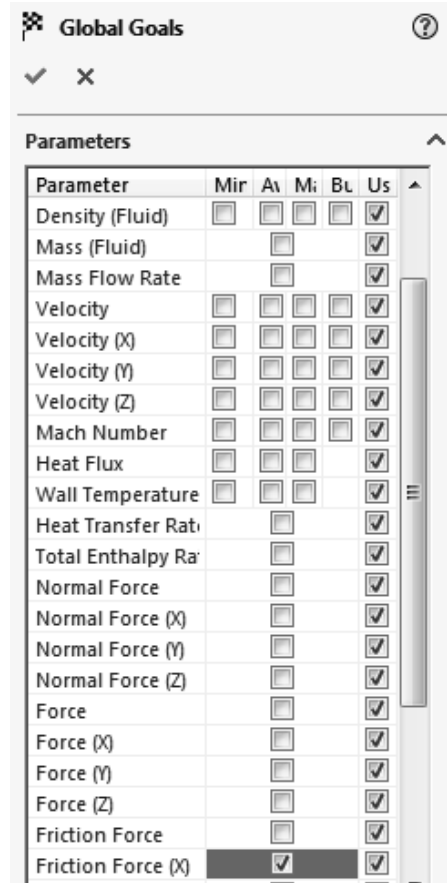 Global Goals
Parameters
Parameter Mir Av Ma Bu Us
Density (Fluid)
Mass (Fluid)
Mass Flow Rate
Velocity
Velocity (X)
Velocity (Y)
Velocity (Z)
Mach Number
Heat Flux
Wall Temperature
Heat Transfer Rat
Total Enthalpy Ra
Normal Force
Normal Force (X)
Normal Force (Y)
Normal Force (Z)
Force
Force (X)
Force (Y)
Force (Z)
Friction Force
Friction Force (X)